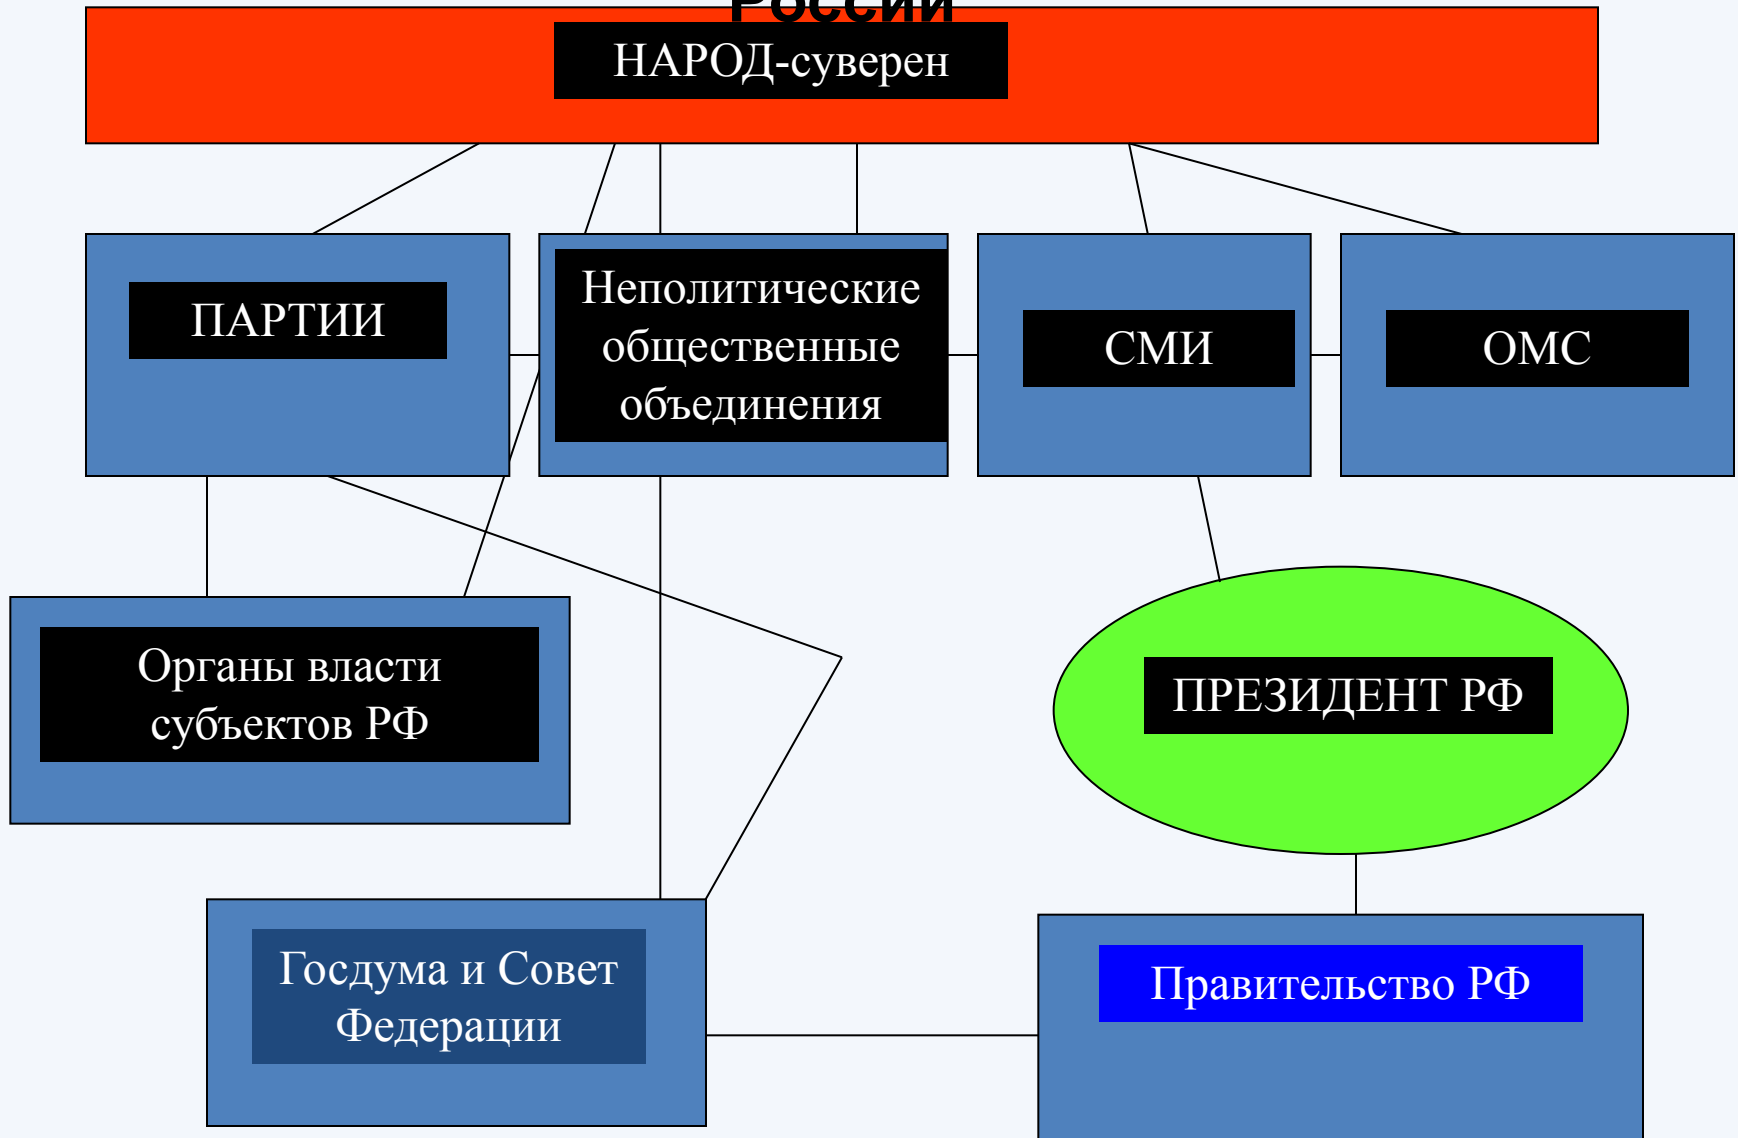 России
НАРОД-суверен
ПАРТИИ
Неполитические
общественные
объединения
СМИ
ОМС
Органы власти
субъектов РФ
ПРЕЗИДЕНТ РФ
Госдума и Совет
Федерации
Правительство РФ